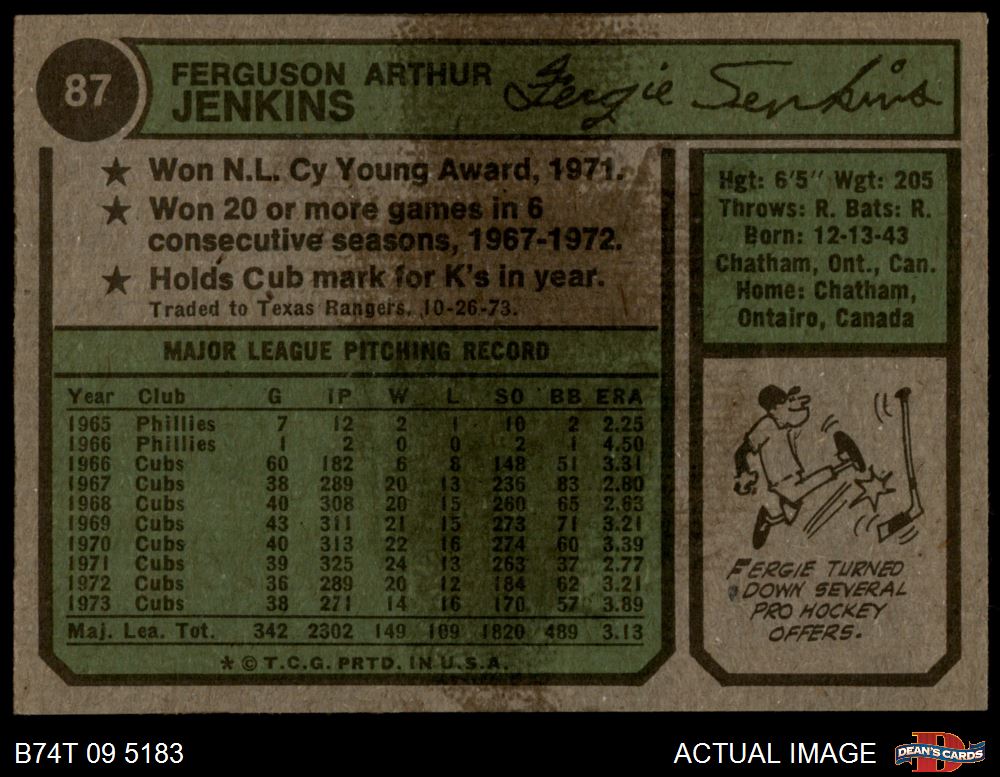 87
FERGUSON ARTHUR
JENKINS
Fergie Jenkins
★ Won N.L. Cy Young Award, 1971.
★ Won 20 or more games in 6
consecutive seasons, 1967-1972.
★ Holds Cub mark for K's in year.
Traded to Texas Rangers, 10-26-73.
Hgt: 6'5" Wgt: 205
Throws: R. Bats: R.
Born: 12-13-43
Chatham, Ont., Can.
Home: Chatham,
Ontairo, Canada
MAJOR LEAGUE PITCHING RECORD
Year Club G IP W L SO BB ERA
1965 Phillies 7 12 2 1 10 2 2.25
1966 Phillies 1 2 0 0 2 1 4.50
1966 Cubs 60 182 6 8 148 51 3.31
1967 Cubs 38 289 20 13 236 83 2.80
1968 Cubs 40 308 20 15 260 65 2.63
1969 Cubs 43 311 21 15 273 71 3.21
1970 Cubs 40 313 22 16 274 60 3.39
1971 Cubs 39 325 24 13 263 37 2.77
1972 Cubs 36 289 20 12 184 62 3.21
1973 Cubs 38 271 14 16 170 57 3.89
Maj. Lea. Tot. 342 2302 149 109 1820 489 3.13
* © T.C.G. PRTD. IN U.S.A.
FERGIE TURNED
DOWN SEVERAL
PRO HOCKEY
OFFERS.
B74T 09 5183
ACTUAL IMAGE
DEAN'S CARDS